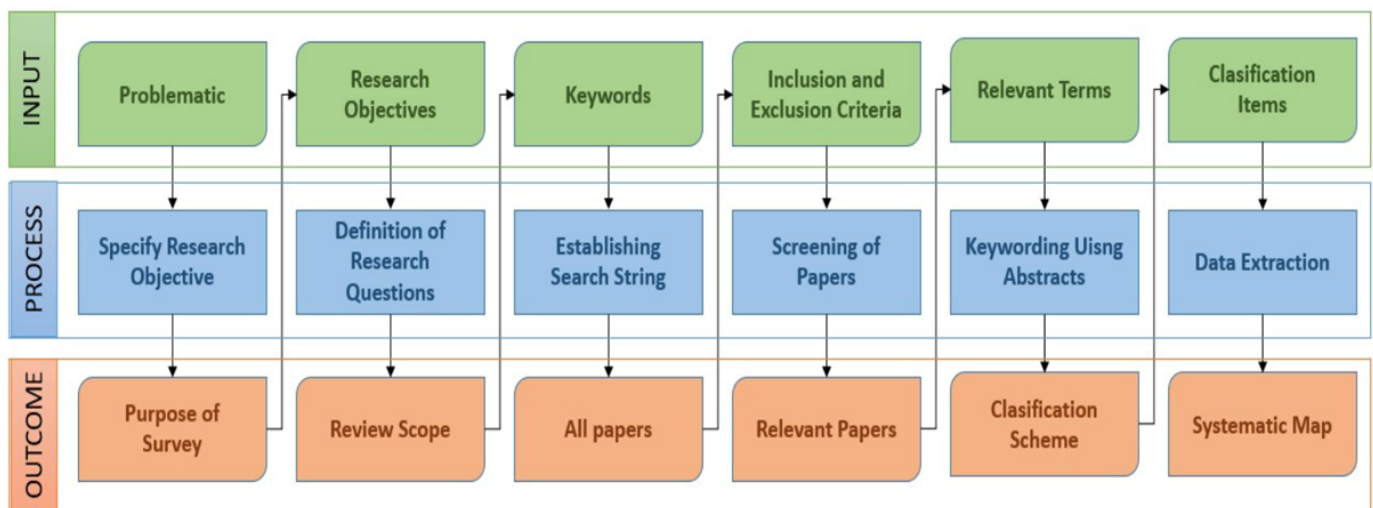 INPUT
Problematic
Research
Objectives
Keywords
Inclusion and
Exclusion Criteria
Relevant Terms
Clasification
Items
PROCESS
Specify Research
Objective
Definition of
Research
Questions
Establishing
Search String
Screening of
Papers
Keywording Uisng
Abstracts
Data Extraction
OUTCOME
Purpose of
Survey
Review Scope
All papers
Relevant Papers
Clasification
Scheme
Systematic Map